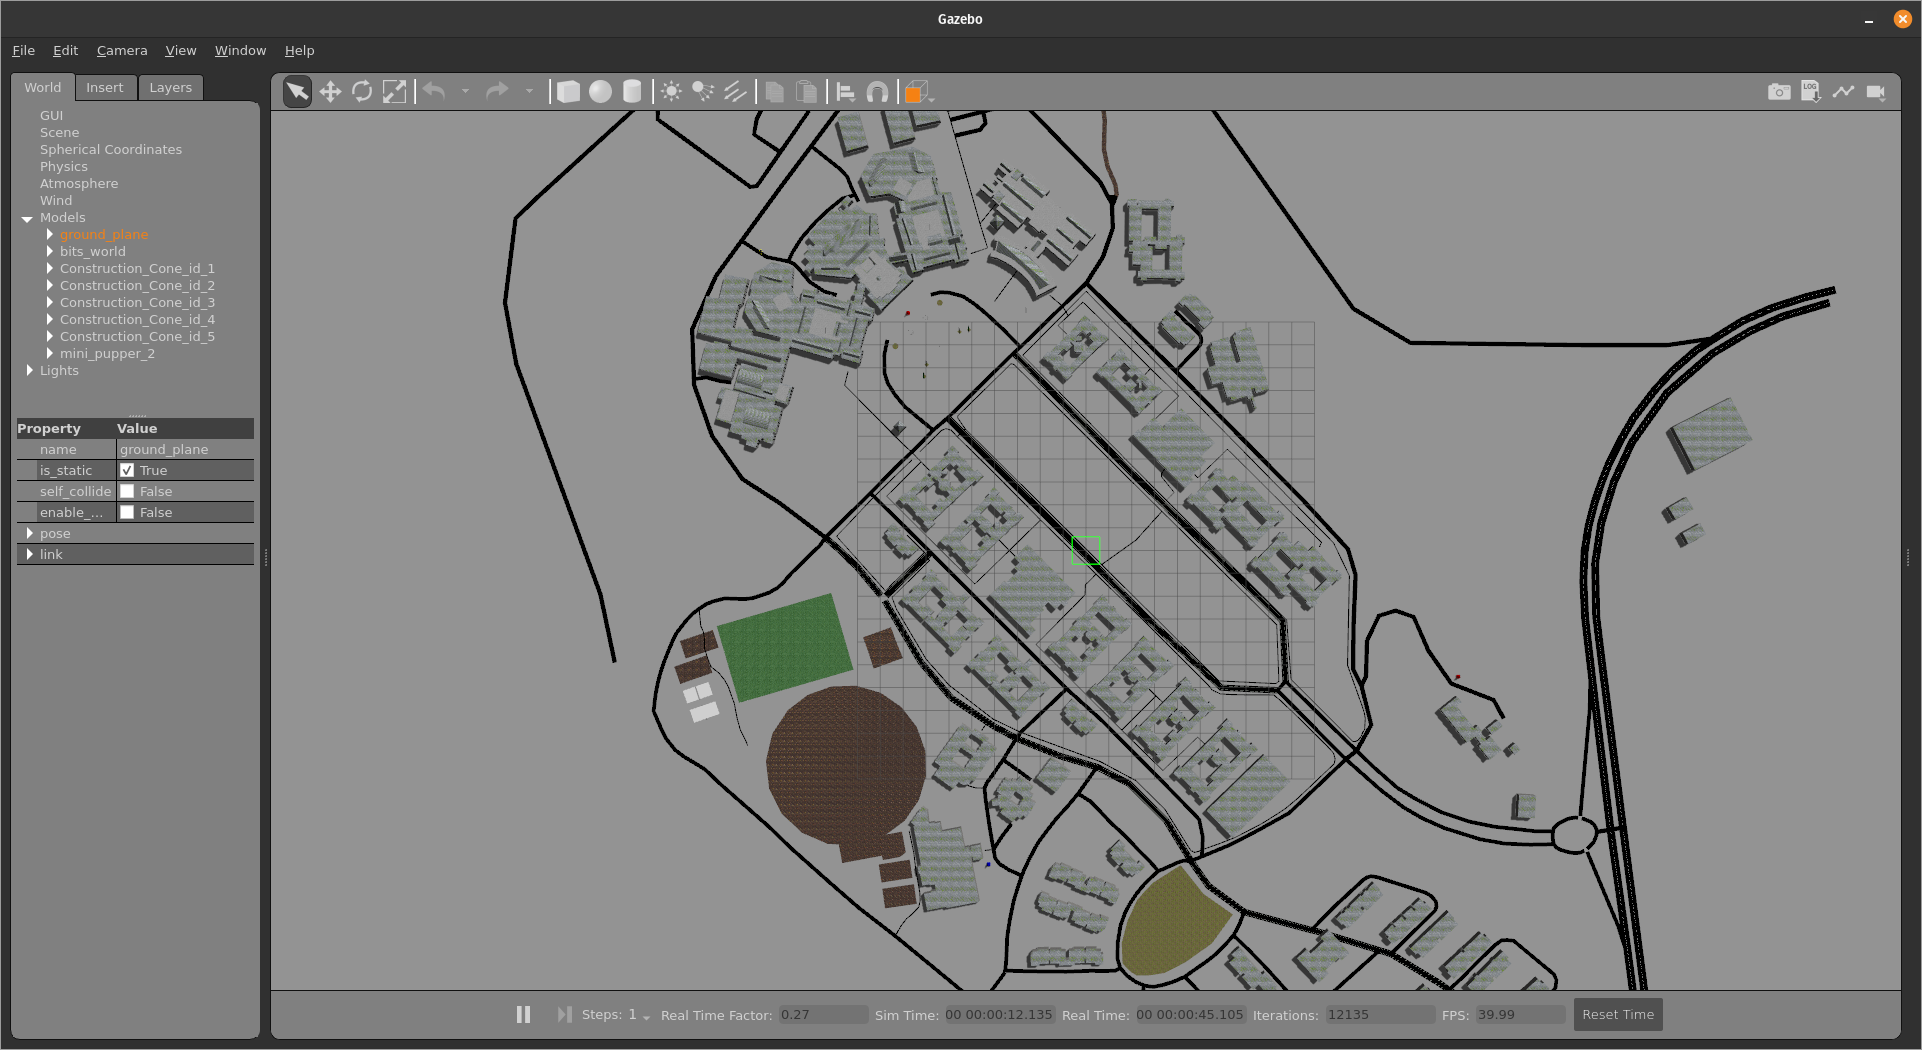 Gazebo
File Edit Camera View Window Help
World Insert Layers
LOG
GUI
Scene
Spherical Coordinates
Physics
Atmosphere
Wind
Models
ground_plane
bits_world
Construction_Cone_id_1
Construction_Cone_id_2
Construction_Cone_id_3
Construction_Cone_id_4
Construction_Cone_id_5
mini_pupper_2
Lights
Property Value
name ground_plane
is_static True
self_collide False
enable_... False
pose
link
Steps: 1 Real Time Factor: 0.27 Sim Time: 00 00:00:12.135 Real Time: 00 00:00:45.105 Iterations: 12135 FPS: 39.99 Reset Time